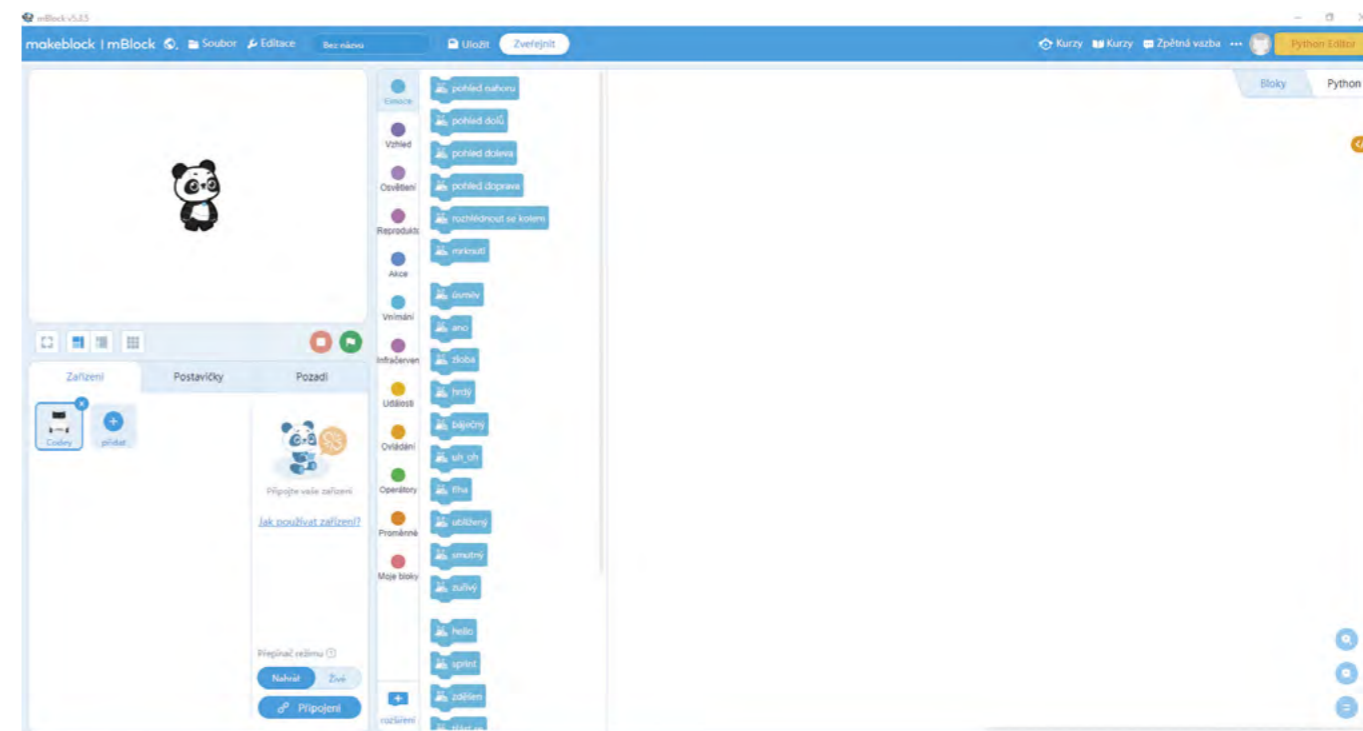 mBlock v5.3.5
makeblock | mBlock Soubor Editace Bez názvu Uložit Zveřejnit
Kurzy Kurzy Zpětná vazba ••• Python Editor
Bloky Python
Zařízení Postavičky Pozadí
Codey přidat
Připojte vaše zařízení
Jak používat zařízení?
Přepínač režimu
Nahrát Živě
Připojení
Emoce
Vzhled
Osvětlení
Reprodukto
Akce
Vnímání
Infračerven
Události
Ovládání
Operátory
Proměnné
Moje bloky
rozšíření
pohled nahoru
pohled dolů
pohled doleva
pohled doprava
rozhlédnout se kolem
mrknutí
úsměv
ano
zloba
hrdý
báječný
uh_oh
tíha
ublížený
smutný
zuřivý
hello
sprint
zděšen